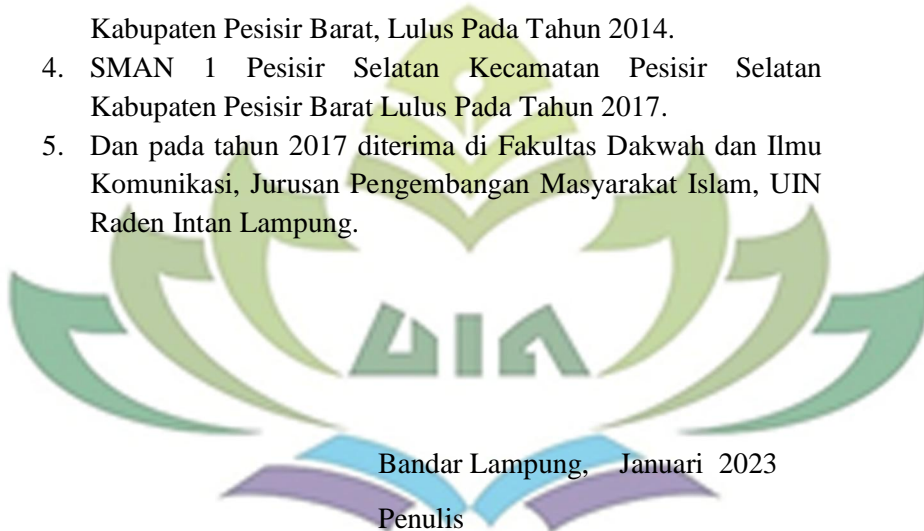 Kabupaten Pesisir Barat, Lulus Pada Tahun 2014.
4. SMAN 1 Pesisir Selatan Kecamatan Pesisir Selatan
Kabupaten Pesisir Barat Lulus Pada Tahun 2017.
5. Dan pada tahun 2017 diterima di Fakultas Dakwah dan Ilmu
Komunikasi, Jurusan Pengembangan Masyarakat Islam, UIN
Raden Intan Lampung.
UIN
Bandar Lampung, Januari 2023
Penulis